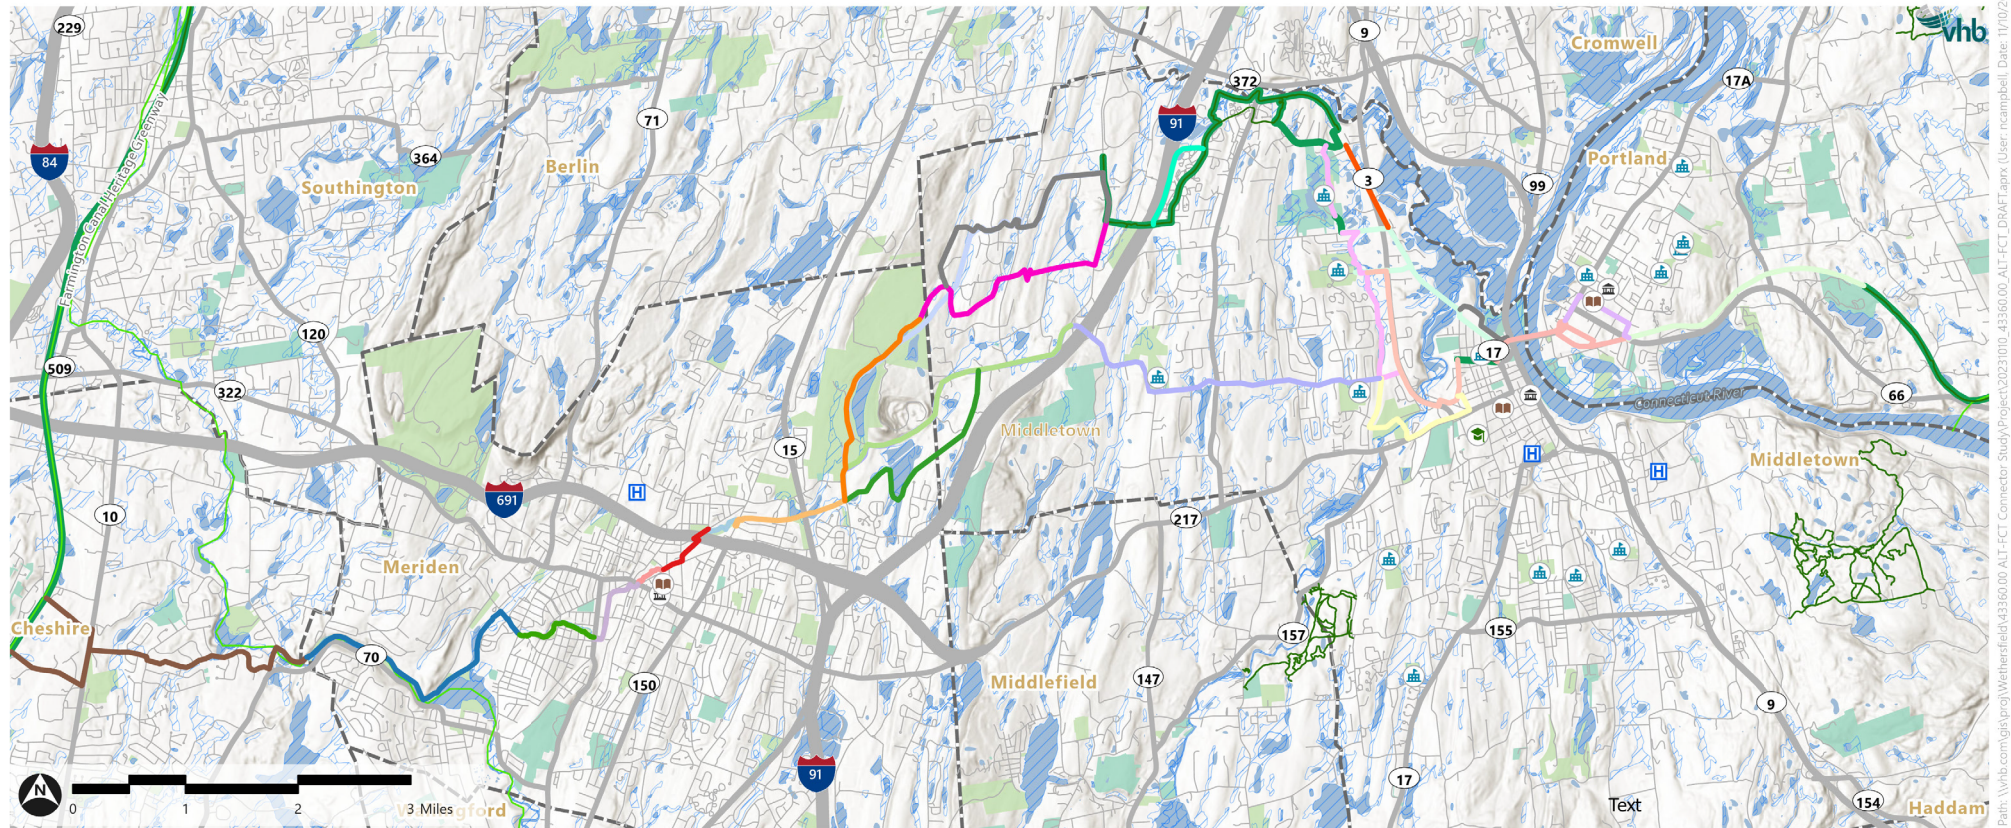 229
9
Cromwell
vhb
372
17A
71
91
84
364
Berlin
Portland
Southington
3
99
Farmington Canal Heritage Greenway
120
17
509
322
66
Connecticut River
Middletown
15
Middletown
H
H
H
691
10
217
Meriden
Cheshire
157
155
70
150
147
Middlefield
9
91
17
N
0 1 2 3 Miles
Text
154
Haddam